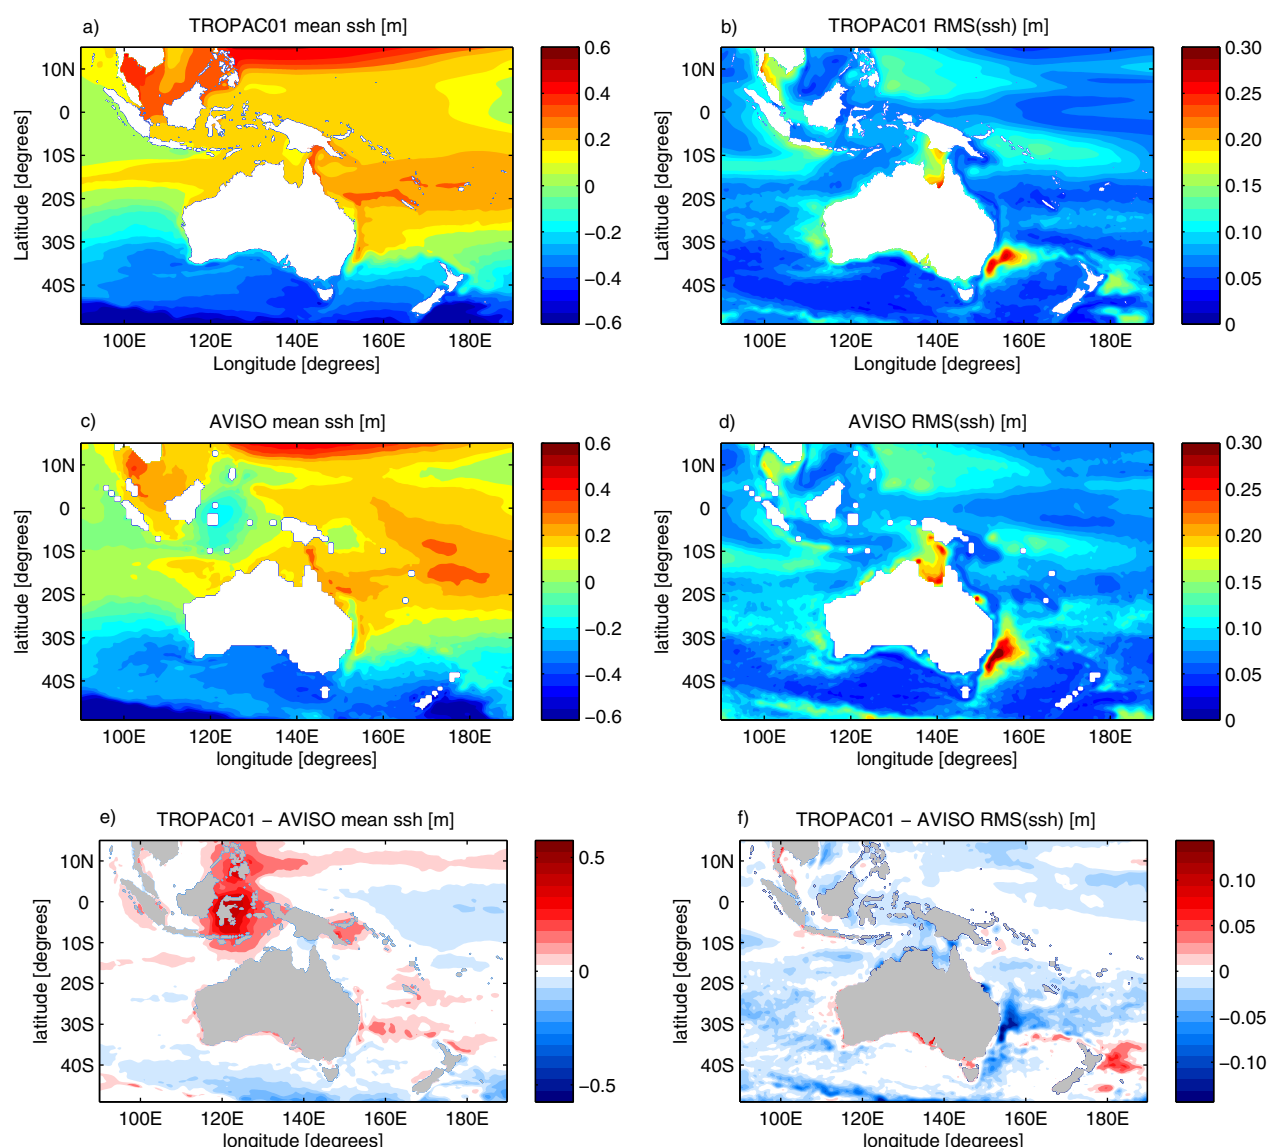 a) TROPAC01 mean ssh [m]
10N
0
10S
20S
30S
40S
Latitude [degrees]
100E 120E 140E 160E 180E
Longitude [degrees]
0.6
0.4
0.2
0
−0.2
−0.4
−0.6
b) TROPAC01 RMS(ssh) [m]
10N
0
10S
20S
30S
40S
Latitude [degrees]
100E 120E 140E 160E 180E
Longitude [degrees]
0.30
0.25
0.20
0.15
0.10
0.05
0
c) AVISO mean ssh [m]
10N
0
10S
20S
30S
40S
latitude [degrees]
100E 120E 140E 160E 180E
longitude [degrees]
0.6
0.4
0.2
0
−0.2
−0.4
−0.6
d) AVISO RMS(ssh) [m]
10N
0
10S
20S
30S
40S
latitude [degrees]
100E 120E 140E 160E 180E
longitude [degrees]
0.30
0.25
0.20
0.15
0.10
0.05
0
e) TROPAC01 − AVISO mean ssh [m]
10N
0
10S
20S
30S
40S
latitude [degrees]
100E 120E 140E 160E 180E
longitude [degrees]
0.5
0
−0.5
f) TROPAC01 − AVISO RMS(ssh) [m]
10N
0
10S
20S
30S
40S
latitude [degrees]
100E 120E 140E 160E 180E
longitude [degrees]
0.10
0.05
0
−0.05
−0.10